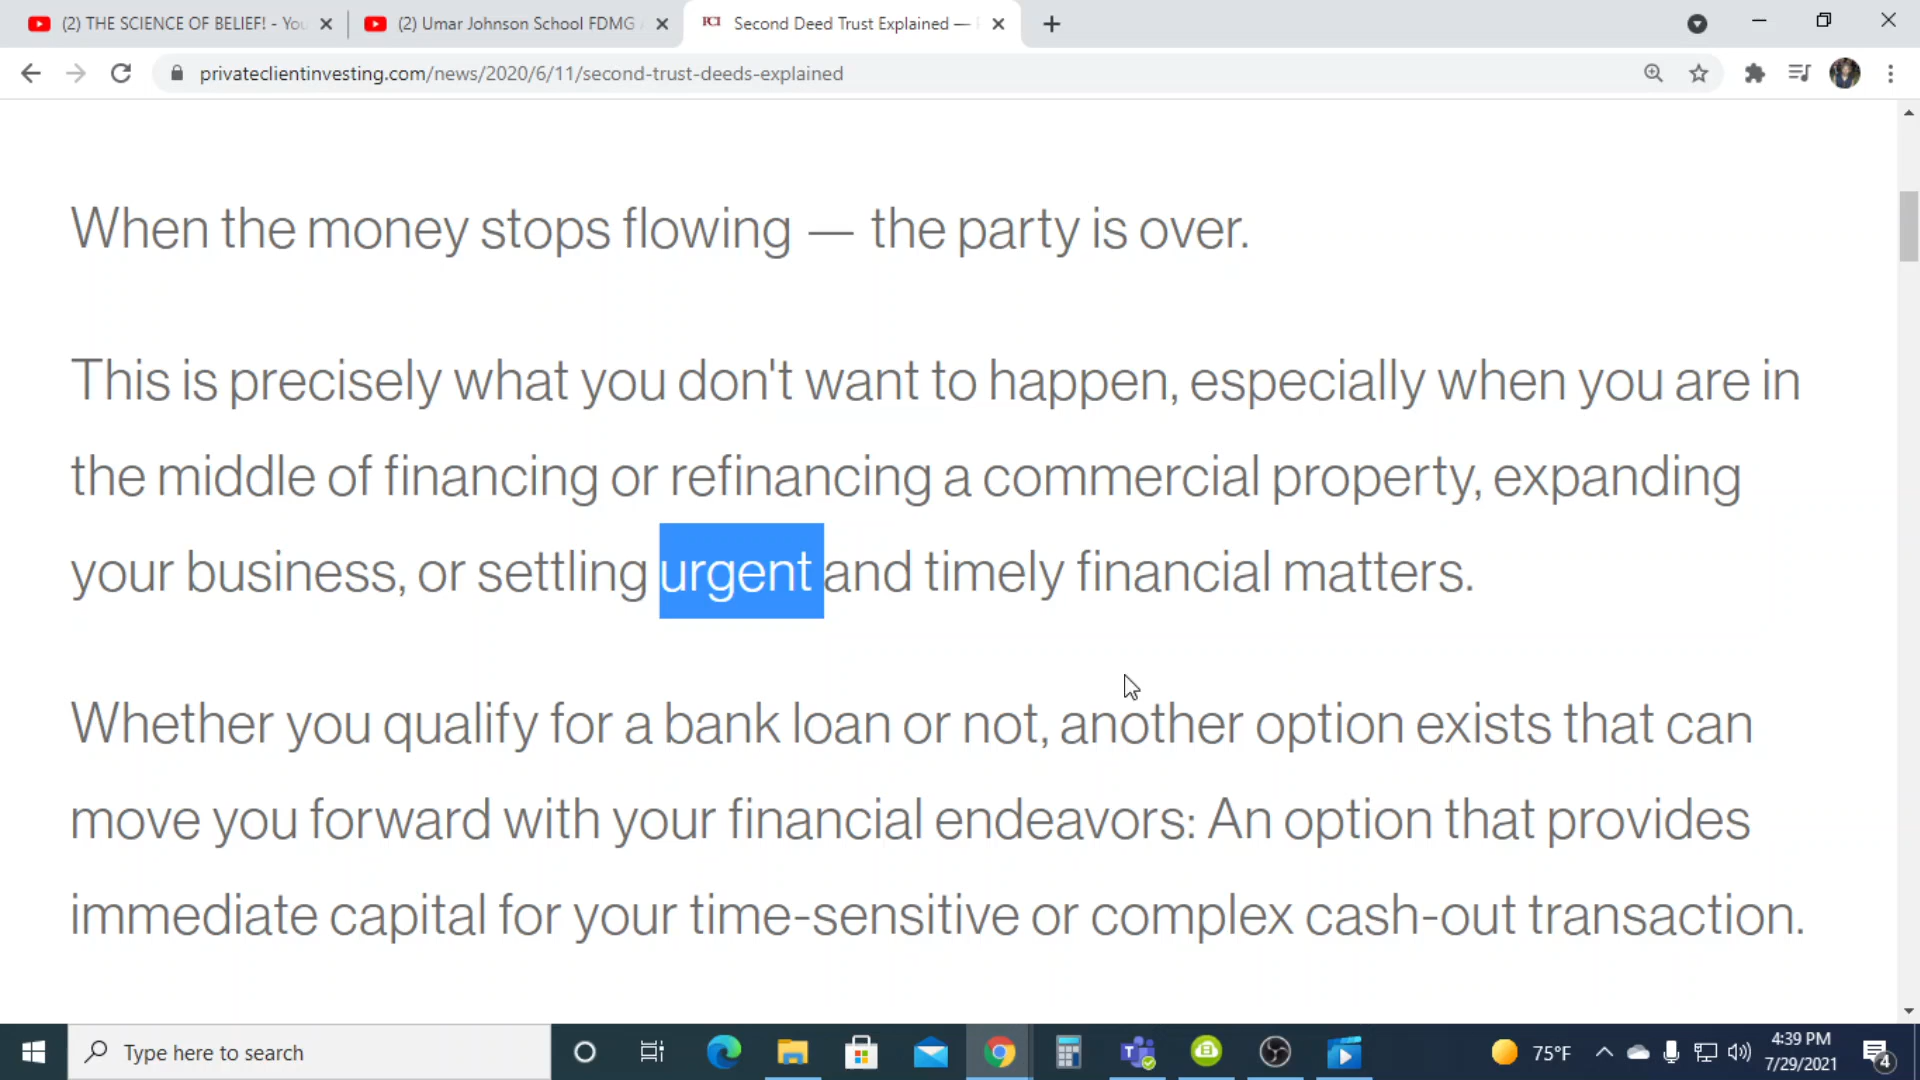 (2) THE SCIENCE OF BELIEF! - You
(2) Umar Johnson School FDMG
Second Deed Trust Explained —
privateclientinvesting.com/news/2020/6/11/second-trust-deeds-explained
When the money stops flowing — the party is over.
This is precisely what you don't want to happen, especially when you are in
the middle of financing or refinancing a commercial property, expanding
your business, or settling urgent and timely financial matters.
Whether you qualify for a bank loan or not, another option exists that can
move you forward with your financial endeavors: An option that provides
immediate capital for your time-sensitive or complex cash-out transaction.
Type here to search
75°F
4:39 PM
7/29/2021
4